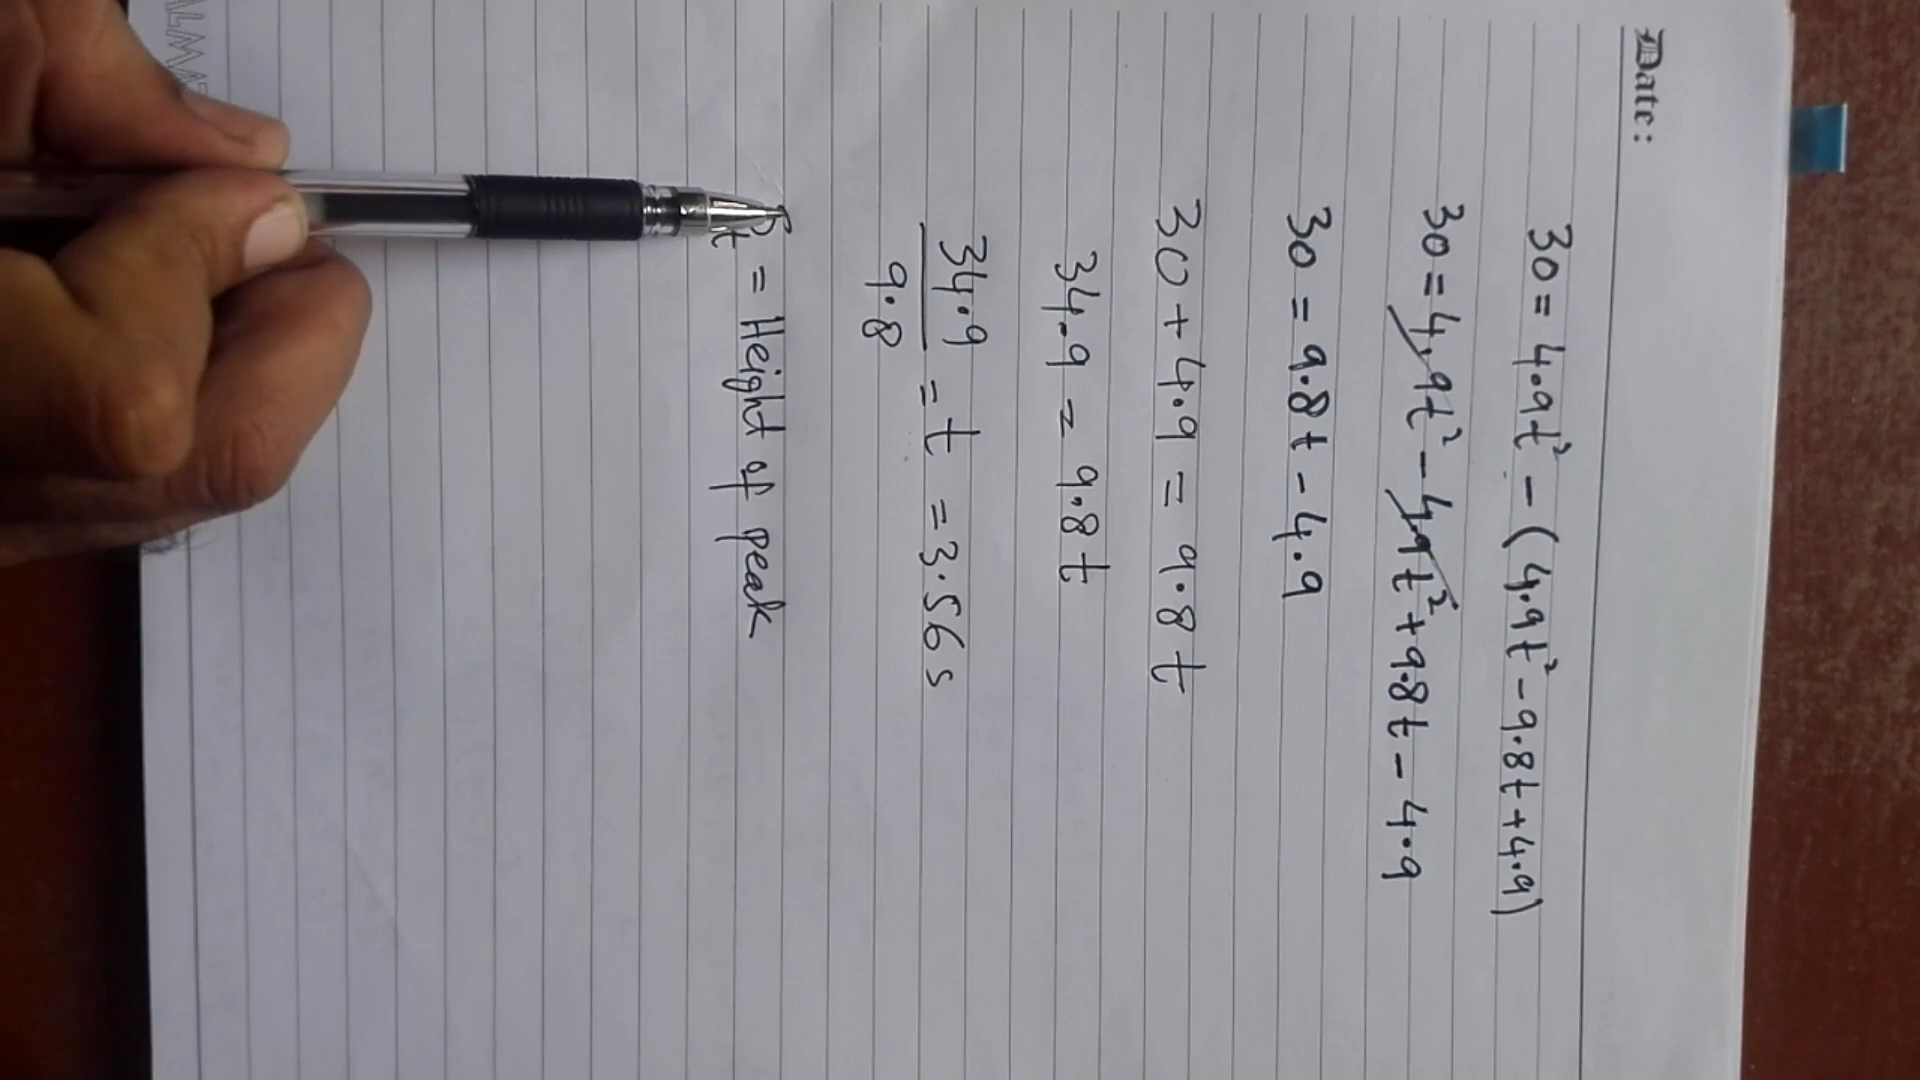 Date:
30 = 4.9t² - (4.9t² - 9.8t + 4.9)
30 = 4.9t² - 4.9t² + 9.8t - 4.9
30 = 9.8t - 4.9
30 + 4.9 = 9.8t
34.9 = 9.8t
34.9/9.8 = t = 3.56s
= Height of peak